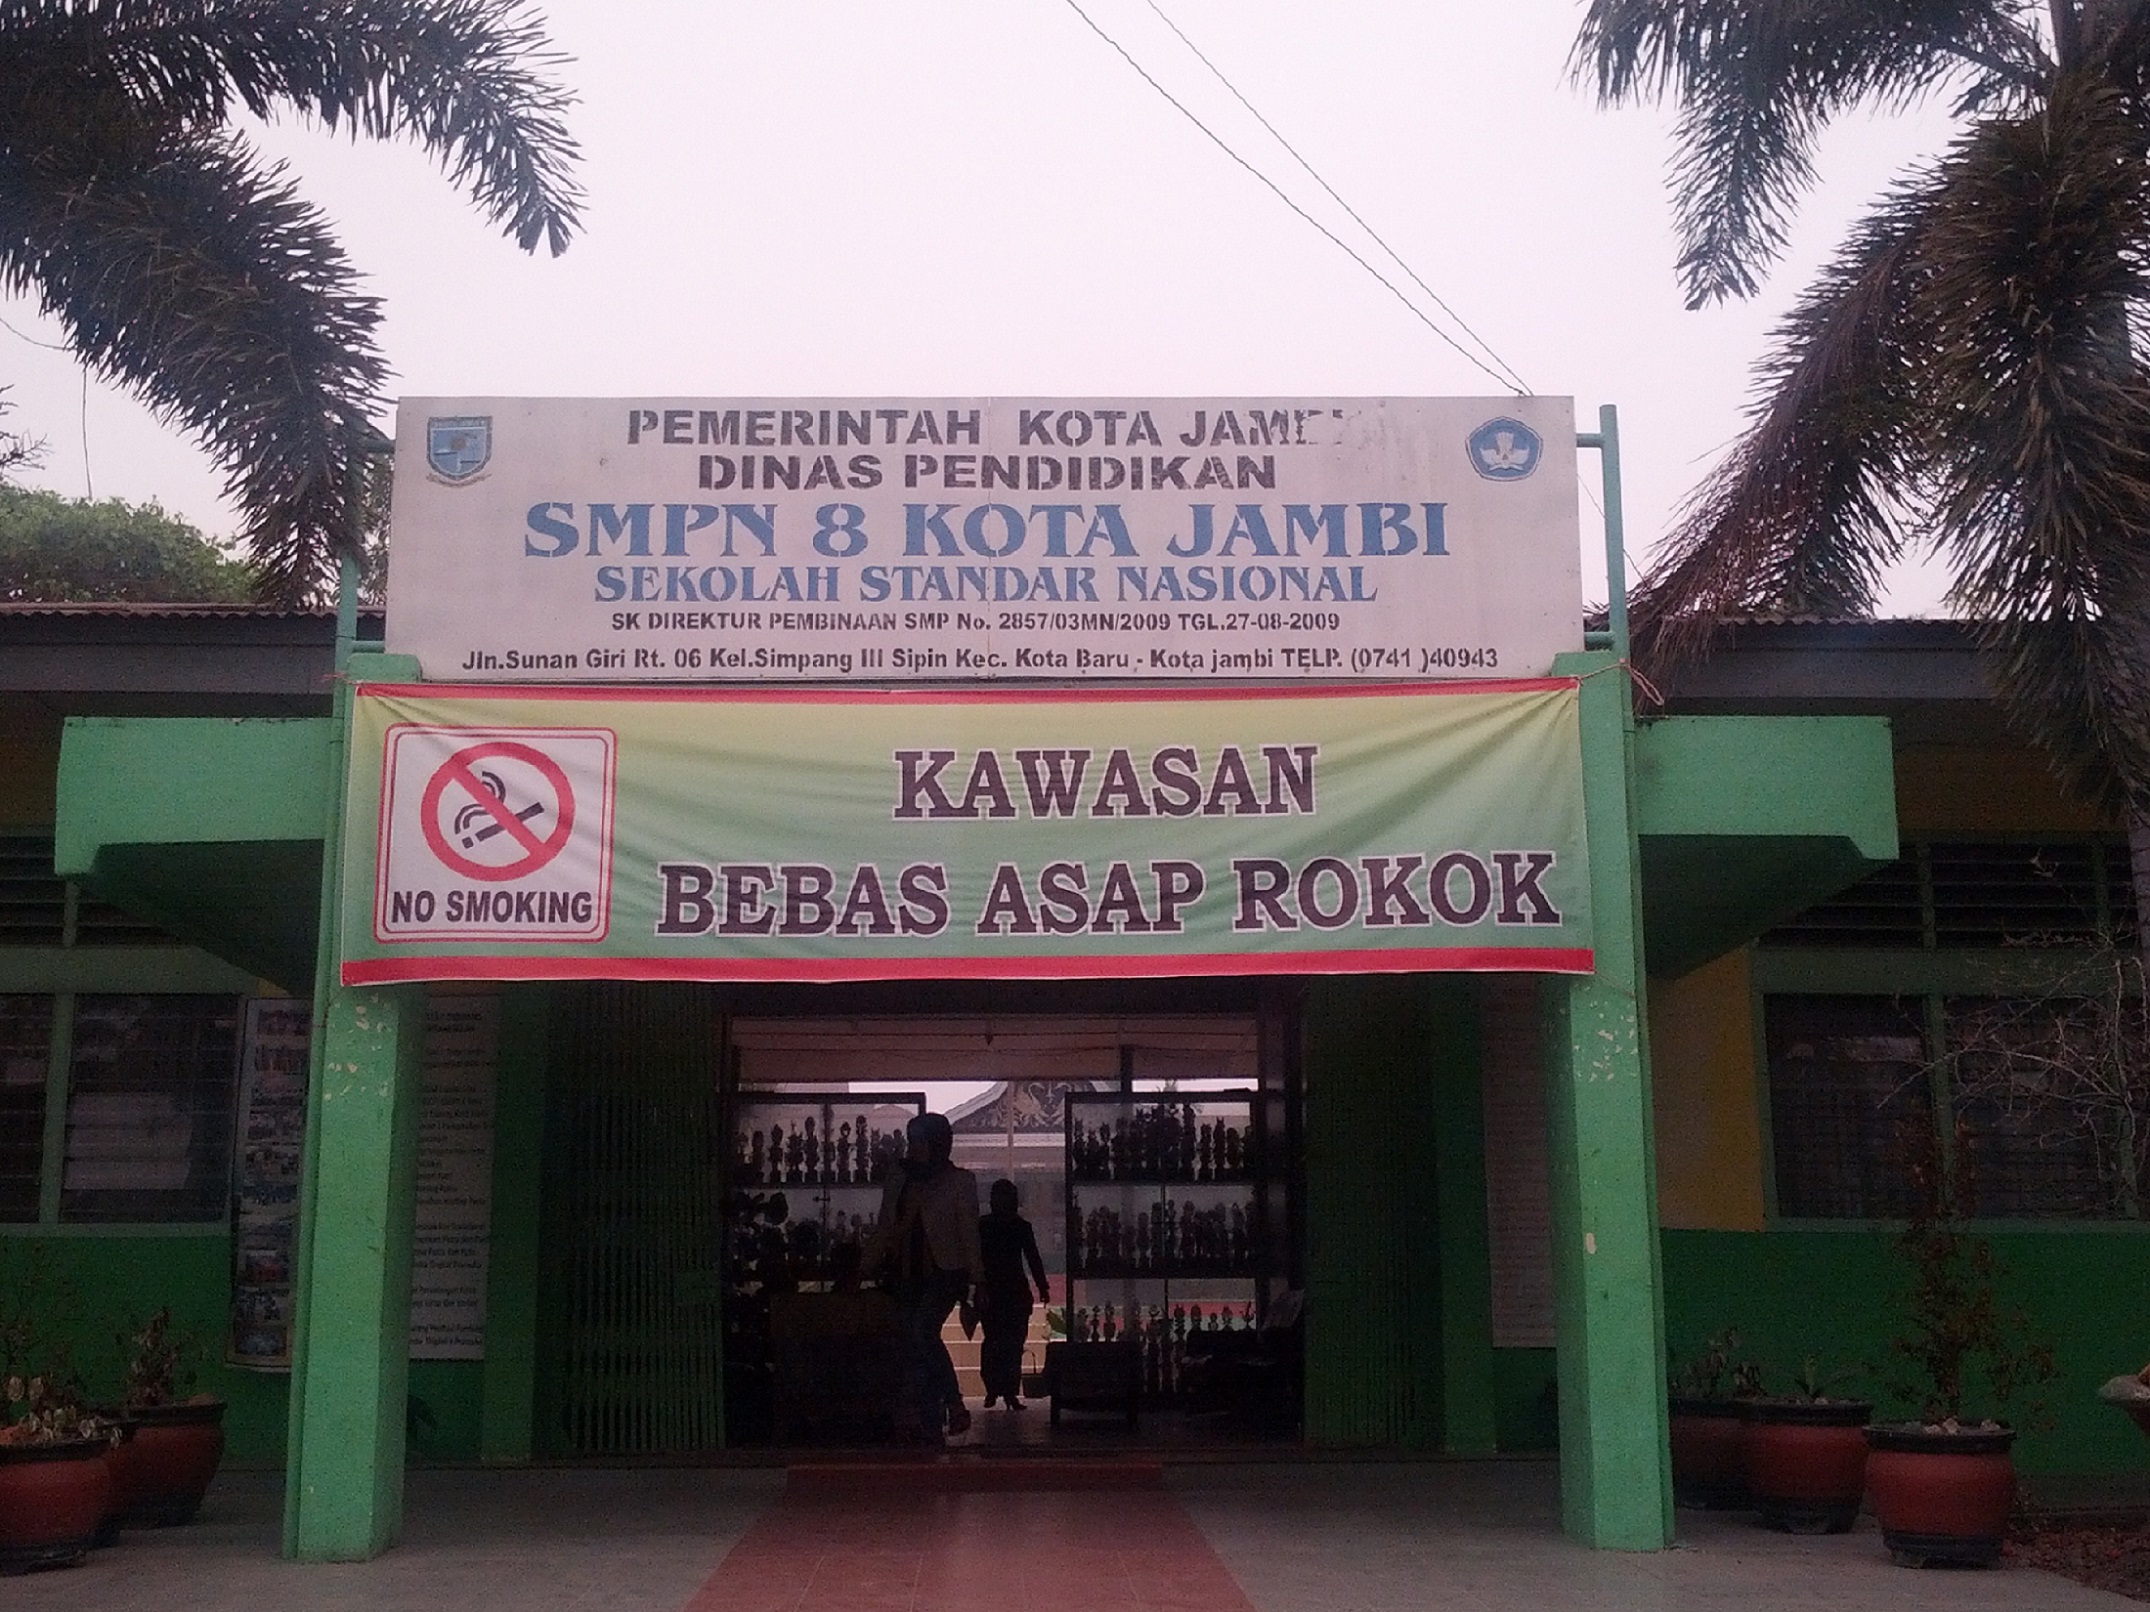 PEMERINTAH KOTA JAMB
DINAS PENDIDIKAN
SMPN 8 KOTA JAMBI
SEKOLAH STANDAR NASIONAL
SK DIREKTUR PEMBINAAN SMP No. 2857/03MN/2009 TGL.27-08-2009
Jln.Sunan Giri Rt. 06 Kel.Simpang III Sipin Kec. Kota Baru - Kota jambi TELP. (0741 )40943
KAWASAN
BEBAS ASAP ROKOK
NO SMOKING